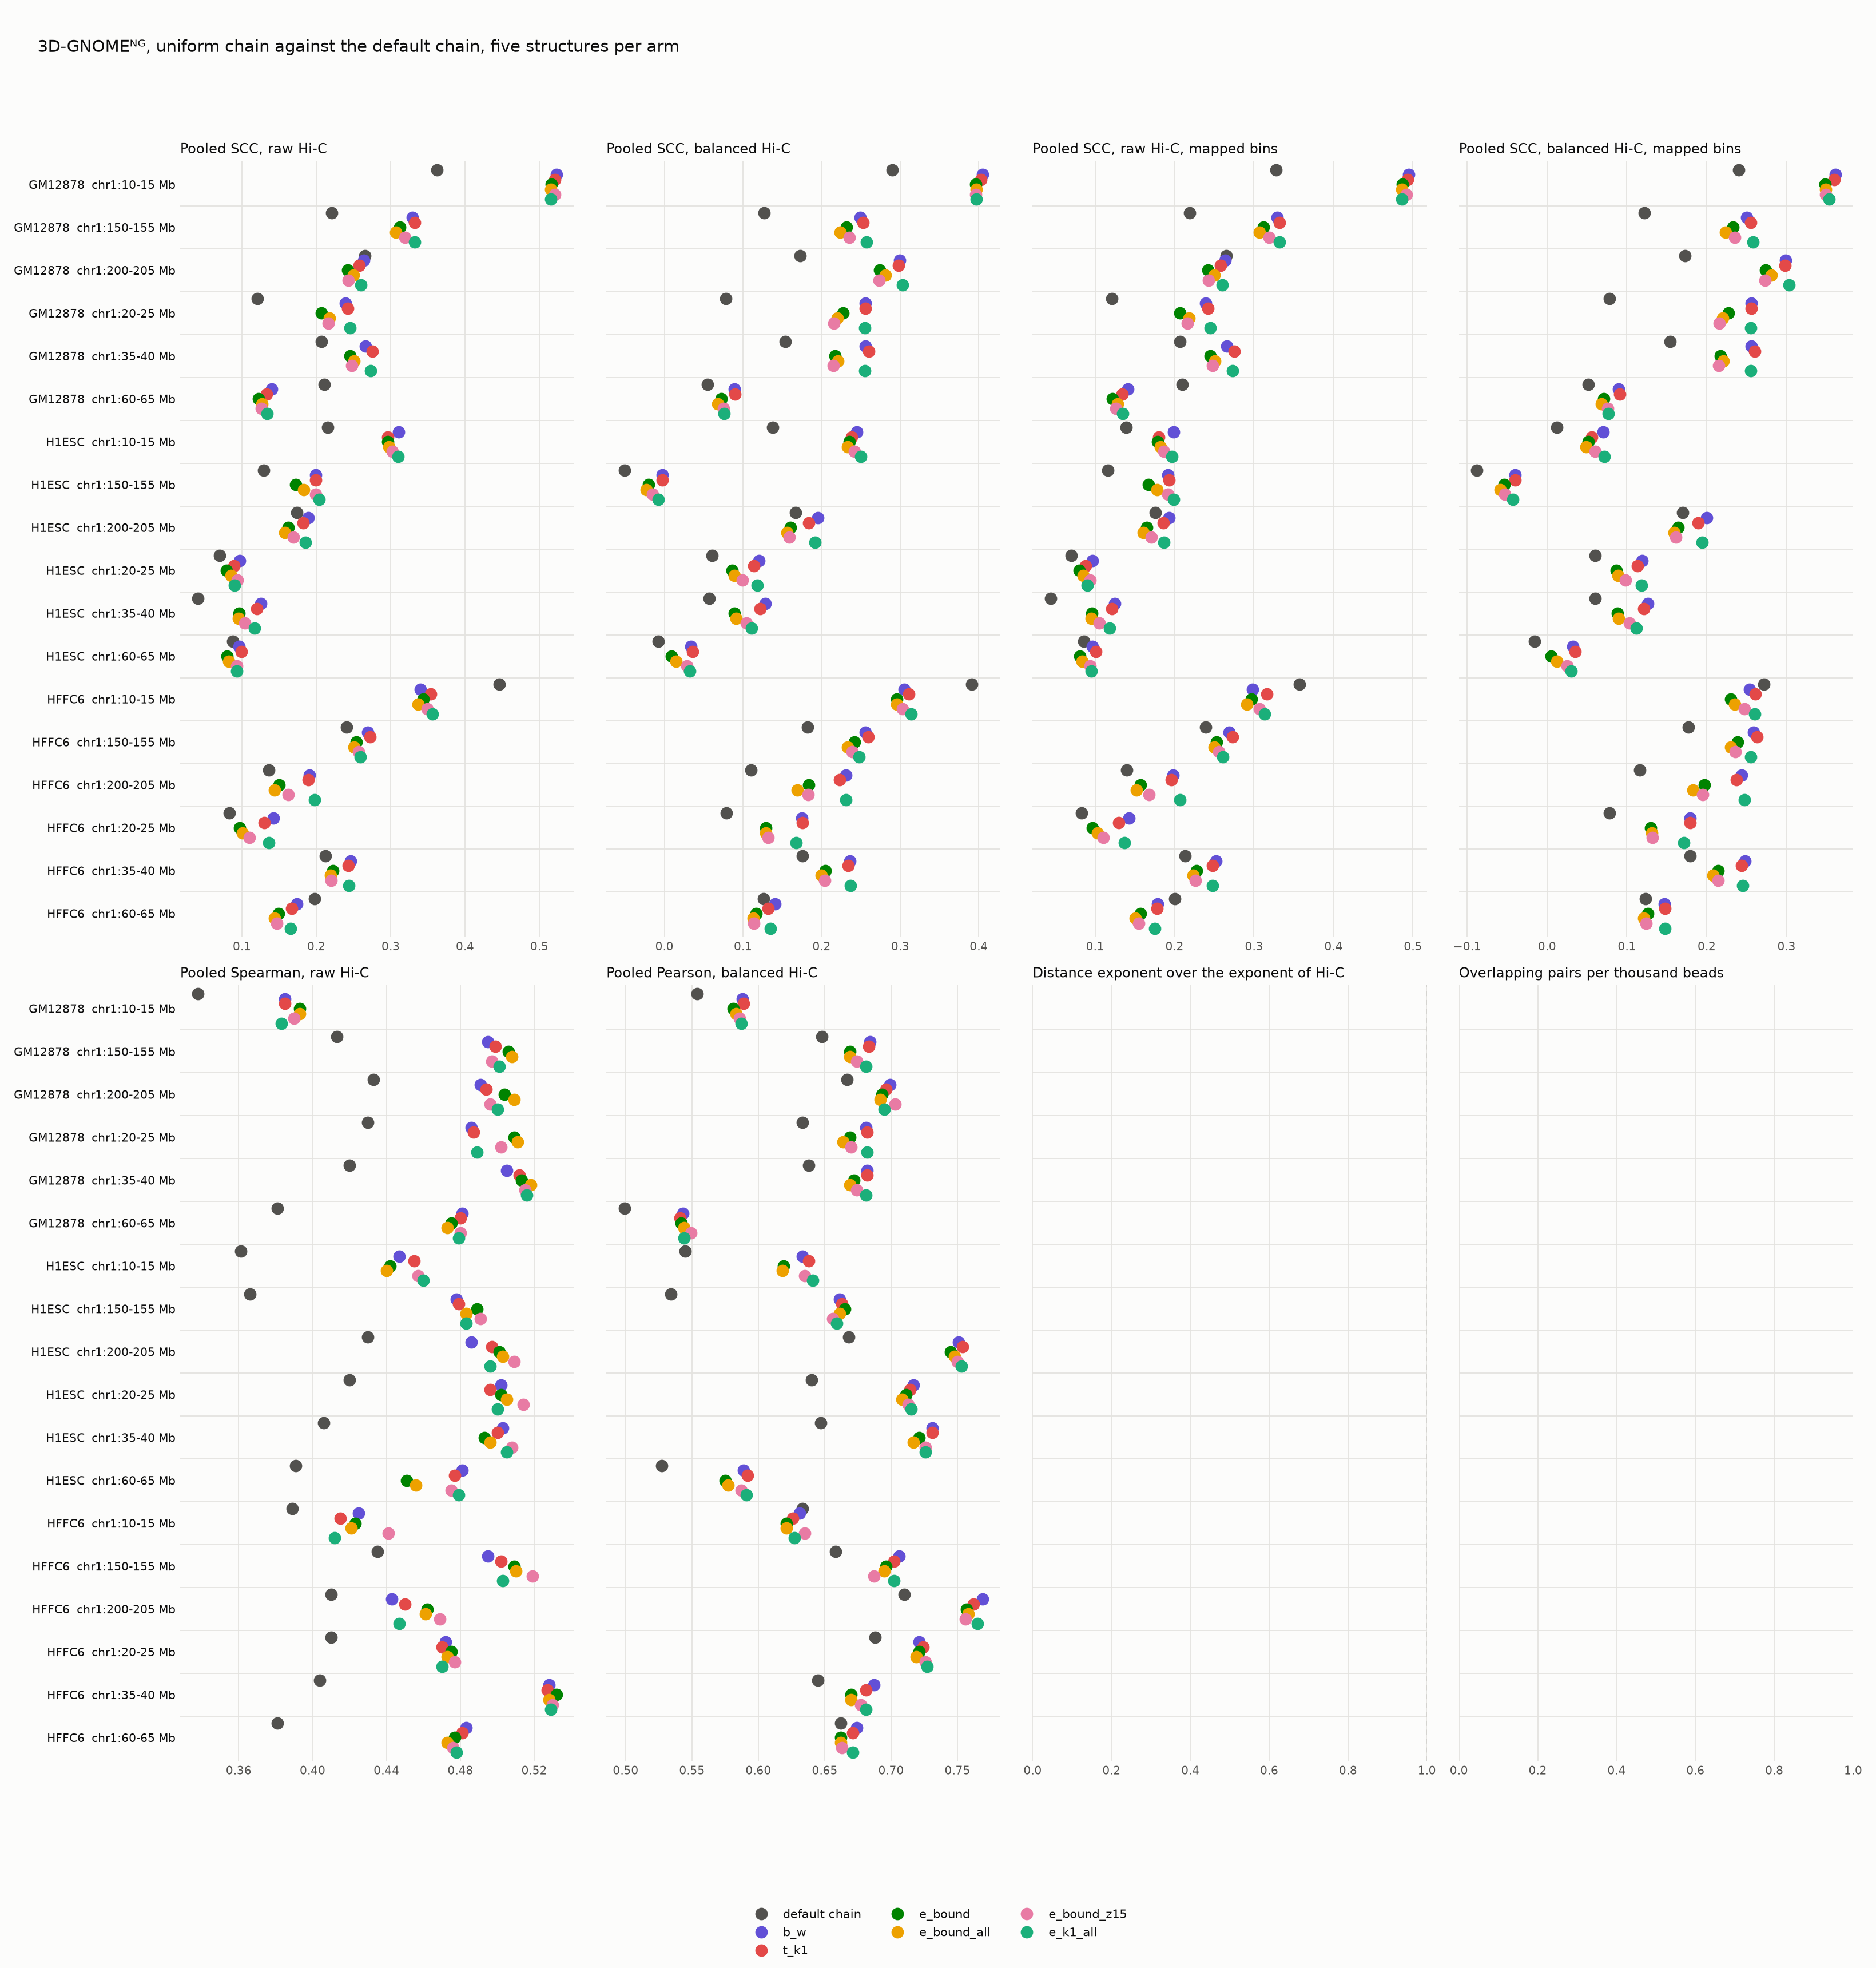 3D-GNOMEᴺᴳ, uniform chain against the default chain, five structures per arm
Pooled SCC, raw Hi-C
Pooled SCC, balanced Hi-C
Pooled SCC, raw Hi-C, mapped bins
Pooled SCC, balanced Hi-C, mapped bins
GM12878 chr1:10-15 Mb
GM12878 chr1:150-155 Mb
GM12878 chr1:200-205 Mb
GM12878 chr1:20-25 Mb
GM12878 chr1:35-40 Mb
GM12878 chr1:60-65 Mb
H1ESC chr1:10-15 Mb
H1ESC chr1:150-155 Mb
H1ESC chr1:200-205 Mb
H1ESC chr1:20-25 Mb
H1ESC chr1:35-40 Mb
H1ESC chr1:60-65 Mb
HFFC6 chr1:10-15 Mb
HFFC6 chr1:150-155 Mb
HFFC6 chr1:200-205 Mb
HFFC6 chr1:20-25 Mb
HFFC6 chr1:35-40 Mb
HFFC6 chr1:60-65 Mb
0.1 0.2 0.3 0.4 0.5
0.0 0.1 0.2 0.3 0.4
0.1 0.2 0.3 0.4 0.5
−0.1 0.0 0.1 0.2 0.3
Pooled Spearman, raw Hi-C
Pooled Pearson, balanced Hi-C
Distance exponent over the exponent of Hi-C
Overlapping pairs per thousand beads
GM12878 chr1:10-15 Mb
GM12878 chr1:150-155 Mb
GM12878 chr1:200-205 Mb
GM12878 chr1:20-25 Mb
GM12878 chr1:35-40 Mb
GM12878 chr1:60-65 Mb
H1ESC chr1:10-15 Mb
H1ESC chr1:150-155 Mb
H1ESC chr1:200-205 Mb
H1ESC chr1:20-25 Mb
H1ESC chr1:35-40 Mb
H1ESC chr1:60-65 Mb
HFFC6 chr1:10-15 Mb
HFFC6 chr1:150-155 Mb
HFFC6 chr1:200-205 Mb
HFFC6 chr1:20-25 Mb
HFFC6 chr1:35-40 Mb
HFFC6 chr1:60-65 Mb
0.36 0.40 0.44 0.48 0.52
0.50 0.55 0.60 0.65 0.70 0.75
0.0 0.2 0.4 0.6 0.8 1.0
0.0 0.2 0.4 0.6 0.8 1.0
default chain
b_w
t_k1
e_bound
e_bound_all
e_bound_z15
e_k1_all